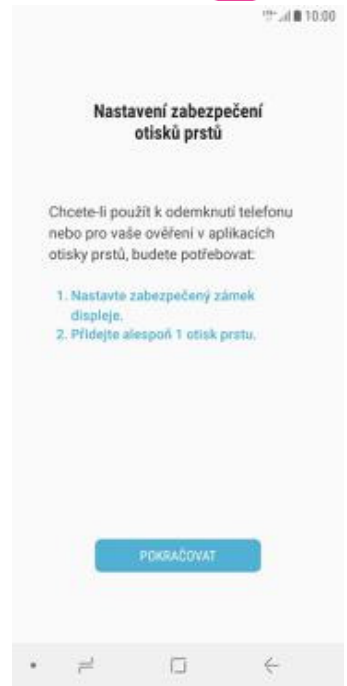 10:00
Nastavení zabezpečení
otisků prstů
Chcete-li použít k odemknutí telefonu
nebo pro vaše ověření v aplikacích
otisky prstů, budete potřebovat:
1. Nastavte zabezpečený zámek
displeje.
2. Přidejte alespoň 1 otisk prstu.
POKRAČOVAT